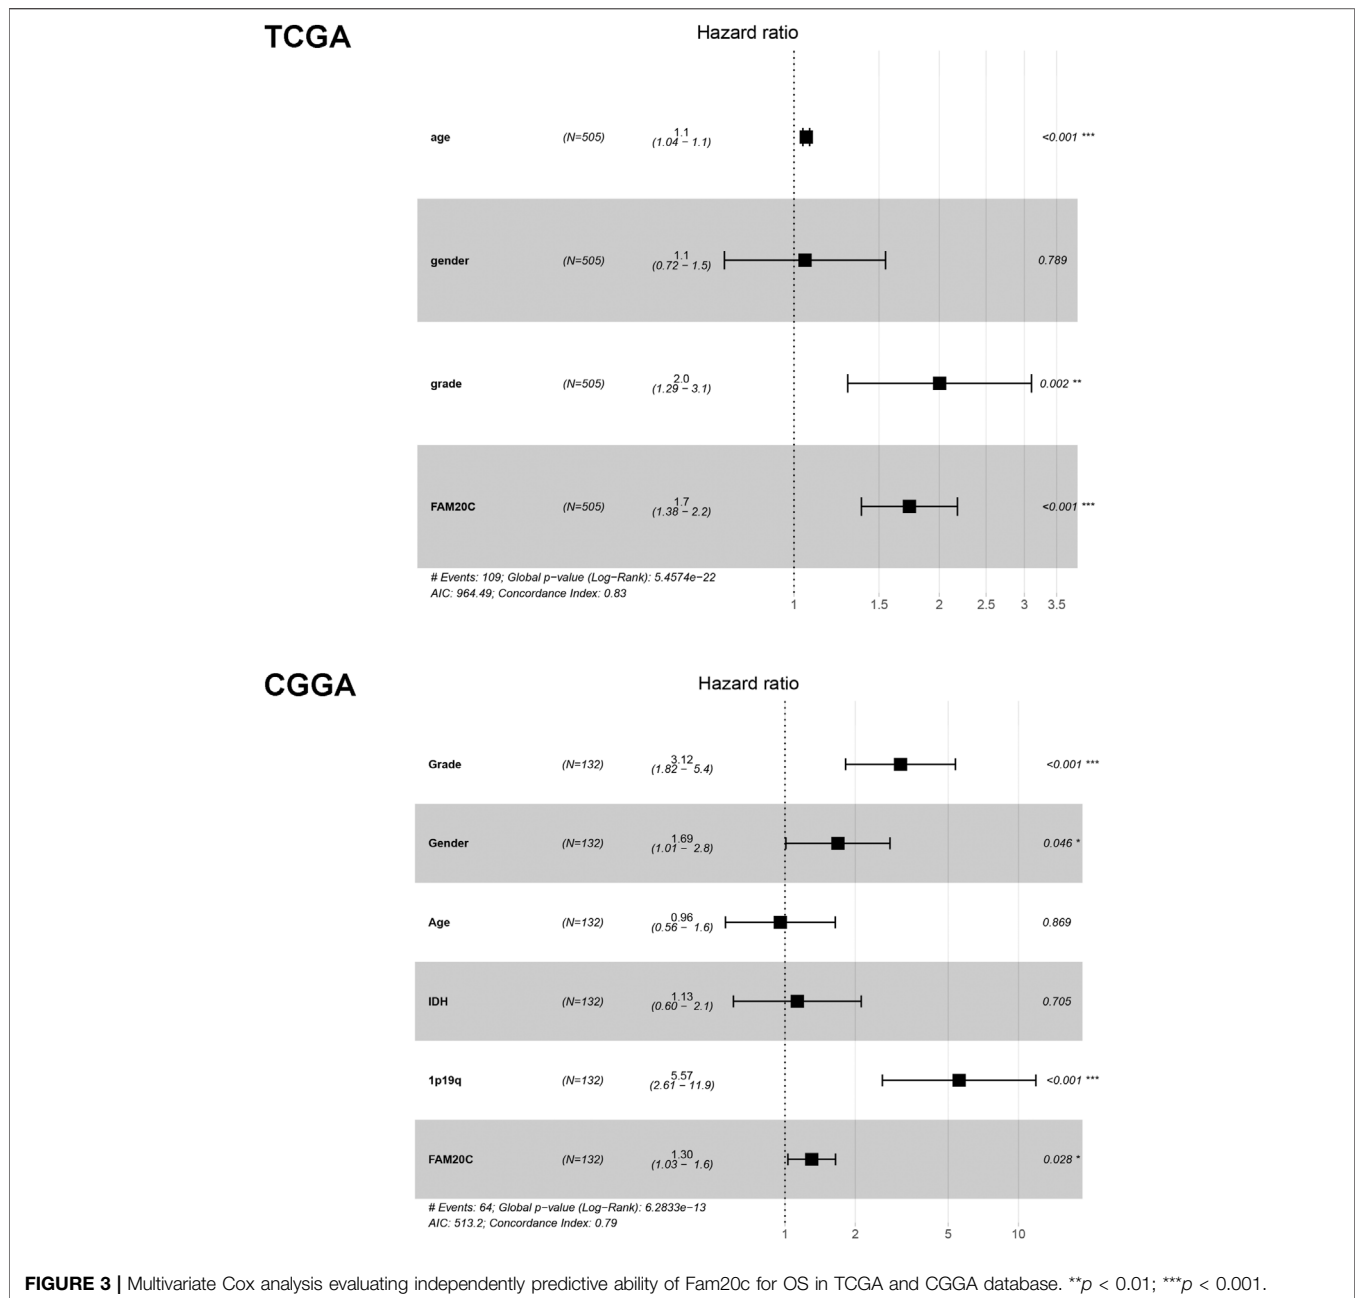 TCGA
Hazard ratio
age (N=505) 1.1 <0.001 ***
(1.04 − 1.1)
gender (N=505) 1.1 0.789
(0.72 − 1.5)
grade (N=505) 2.0 0.002 **
(1.29 − 3.1)
FAM20C (N=505) 1.7 <0.001 ***
(1.38 − 2.2)
# Events: 109; Global p−value (Log−Rank): 5.4574e−22
AIC: 964.49; Concordance Index: 0.83
1 1.5 2 2.5 3 3.5
CGGA
Hazard ratio
Grade (N=132) 3.12 <0.001 ***
(1.82 − 5.4)
Gender (N=132) 1.69 0.046 *
(1.01 − 2.8)
Age (N=132) 0.96 0.869
(0.56 − 1.6)
IDH (N=132) 1.13 0.705
(0.60 − 2.1)
1p19q (N=132) 5.57 <0.001 ***
(2.61 − 11.9)
FAM20C (N=132) 1.30 0.028 *
(1.03 − 1.6)
# Events: 64; Global p−value (Log−Rank): 6.2833e−13
AIC: 513.2; Concordance Index: 0.79
1 2 5 10
FIGURE 3 | Multivariate Cox analysis evaluating independently predictive ability of Fam20c for OS in TCGA and CGGA database. **p < 0.01; ***p < 0.001.